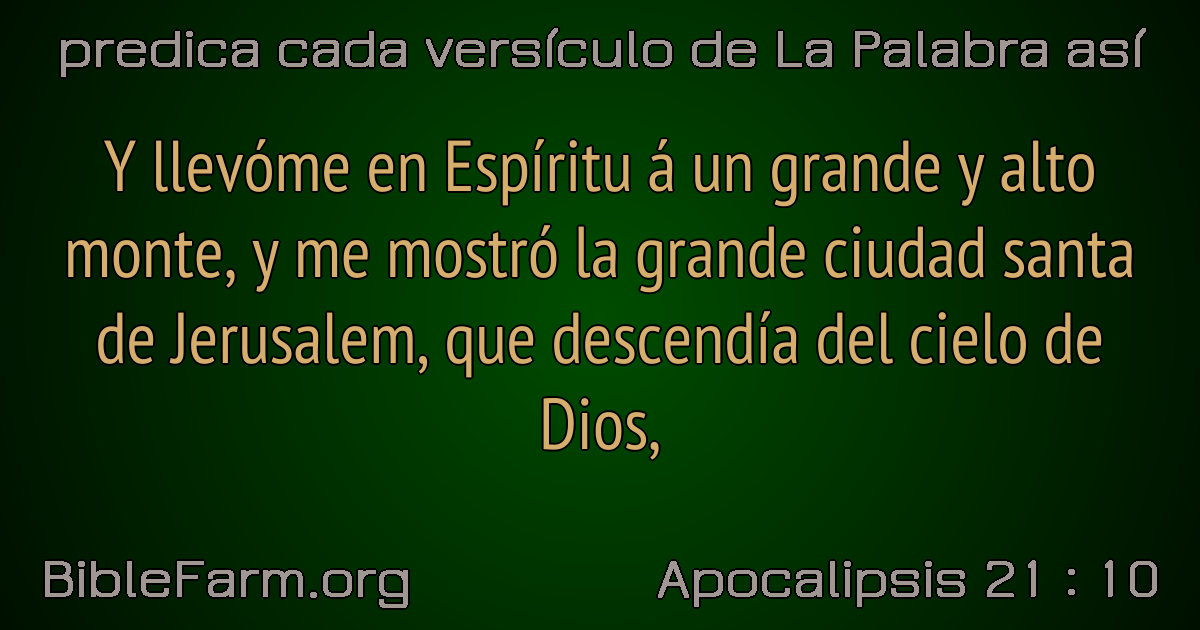 predica cada versículo de La Palabra así
Y llevóme en Espíritu á un grande y alto
monte, y me mostró la grande ciudad santa
de Jerusalem, que descendía del cielo de
Dios,
BibleFarm.org
Apocalipsis 21 : 10